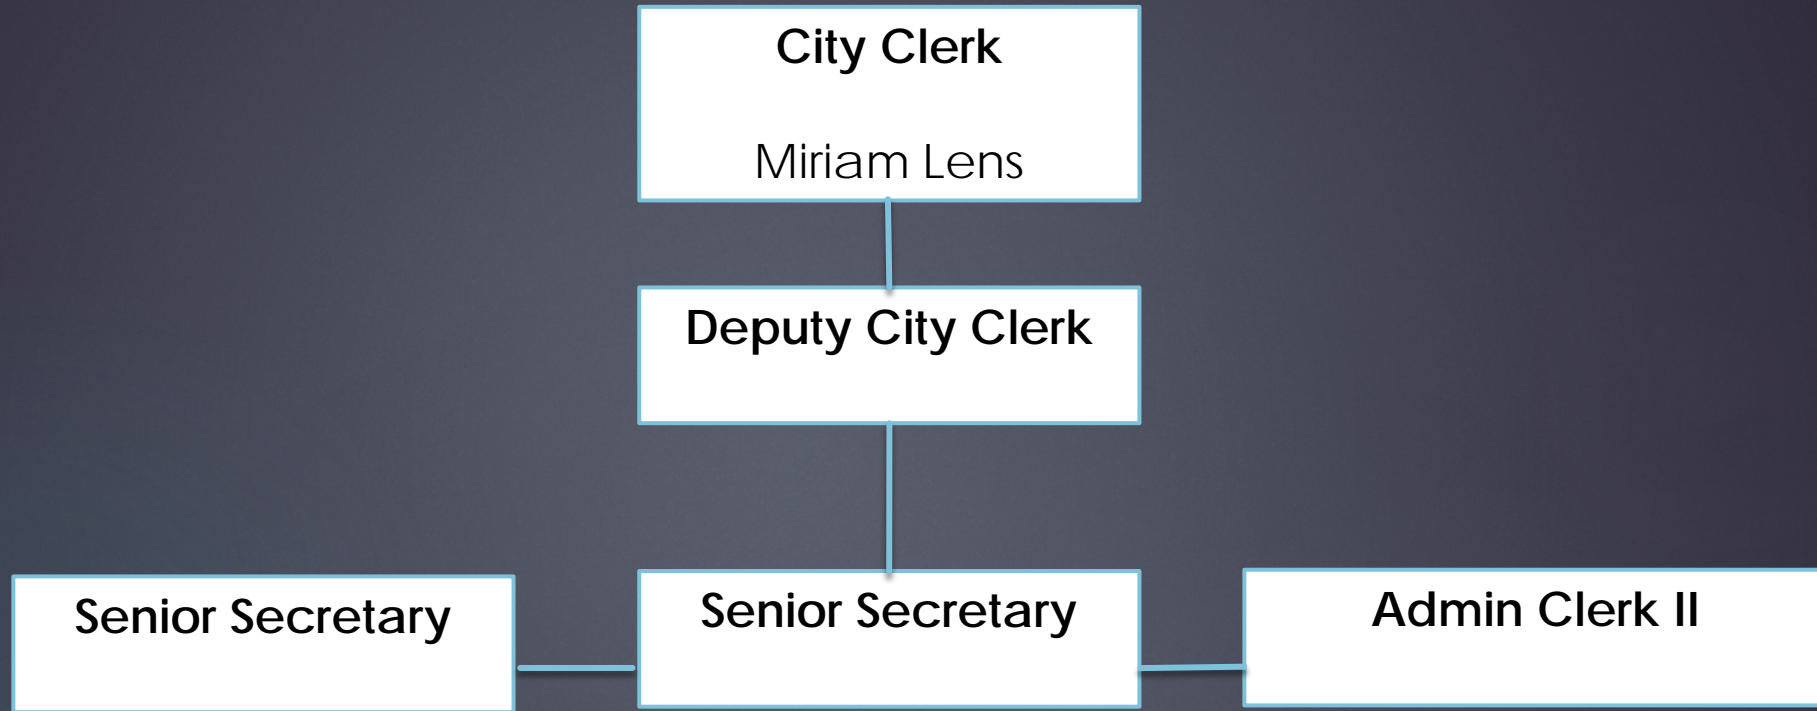 City Clerk
Miriam Lens
Deputy City Clerk
Senior Secretary
Senior Secretary
Admin Clerk II